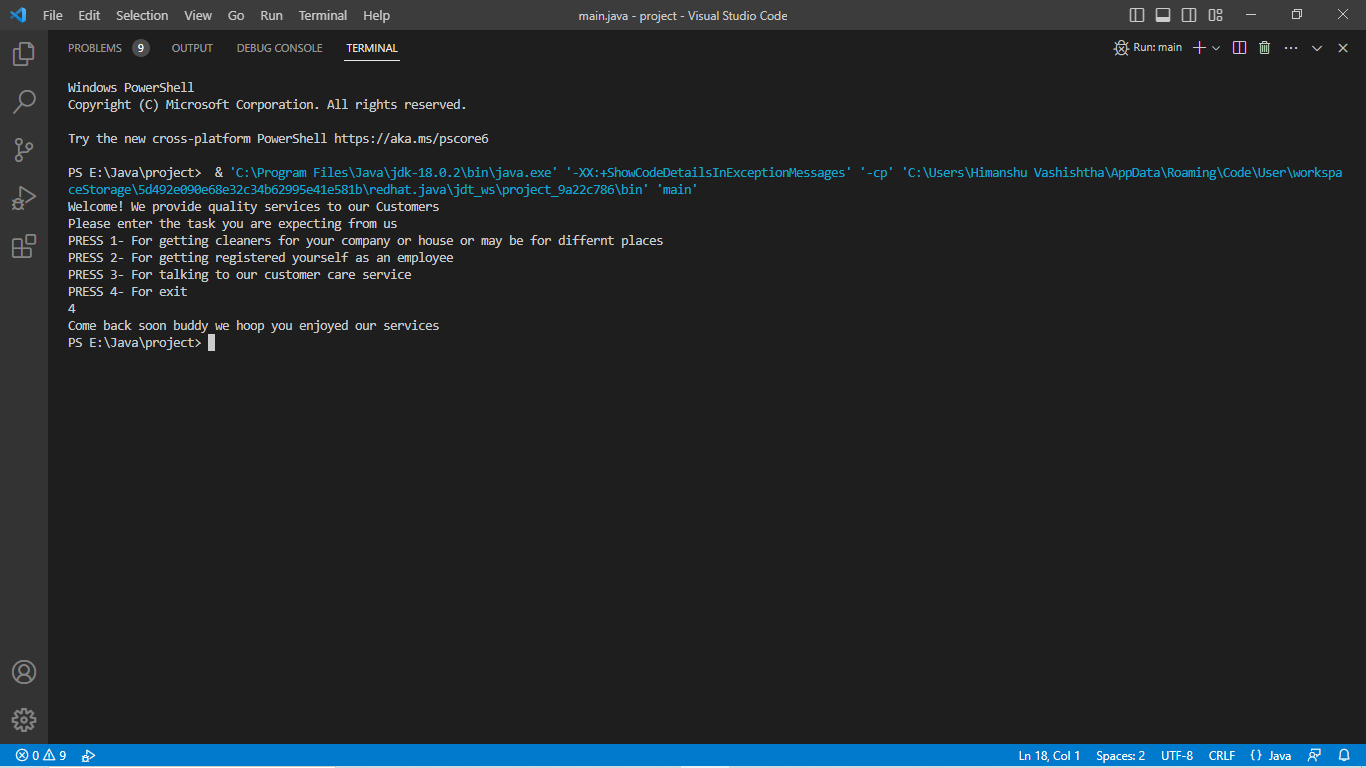 File Edit Selection View Go Run Terminal Help main.java - project - Visual Studio Code
PROBLEMS 9 OUTPUT DEBUG CONSOLE TERMINAL Run: main
Windows PowerShell
Copyright (C) Microsoft Corporation. All rights reserved.
Try the new cross-platform PowerShell https://aka.ms/pscore6
PS E:\Java\project>  & 'C:\Program Files\Java\jdk-18.0.2\bin\java.exe' '-XX:+ShowCodeDetailsInExceptionMessages' '-cp' 'C:\Users\Himanshu Vashishtha\AppData\Roaming\Code\User\workspa
ceStorage\5d492e090e68e32c34b62995e41e581b\redhat.java\jdt_ws\project_9a22c786\bin' 'main'
Welcome! We provide quality services to our Customers
Please enter the task you are expecting from us
PRESS 1- For getting cleaners for your company or house or may be for differnt places
PRESS 2- For getting registered yourself as an employee
PRESS 3- For talking to our customer care service
PRESS 4- For exit
4
Come back soon buddy we hoop you enjoyed our services
PS E:\Java\project>
0 9 Ln 18, Col 1 Spaces: 2 UTF-8 CRLF {} Java